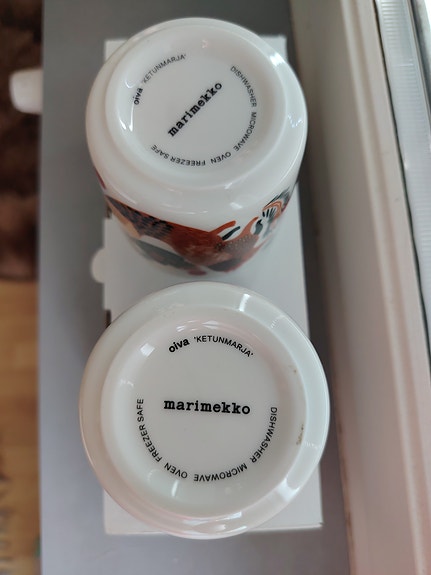 oiva "KETUNMARJA"
marimekko
DISHWASHER MICROWAVE OVEN FREEZER SAFE
oiva "KETUNMARJA"
marimekko
DISHWASHER MICROWAVE OVEN FREEZER SAFE